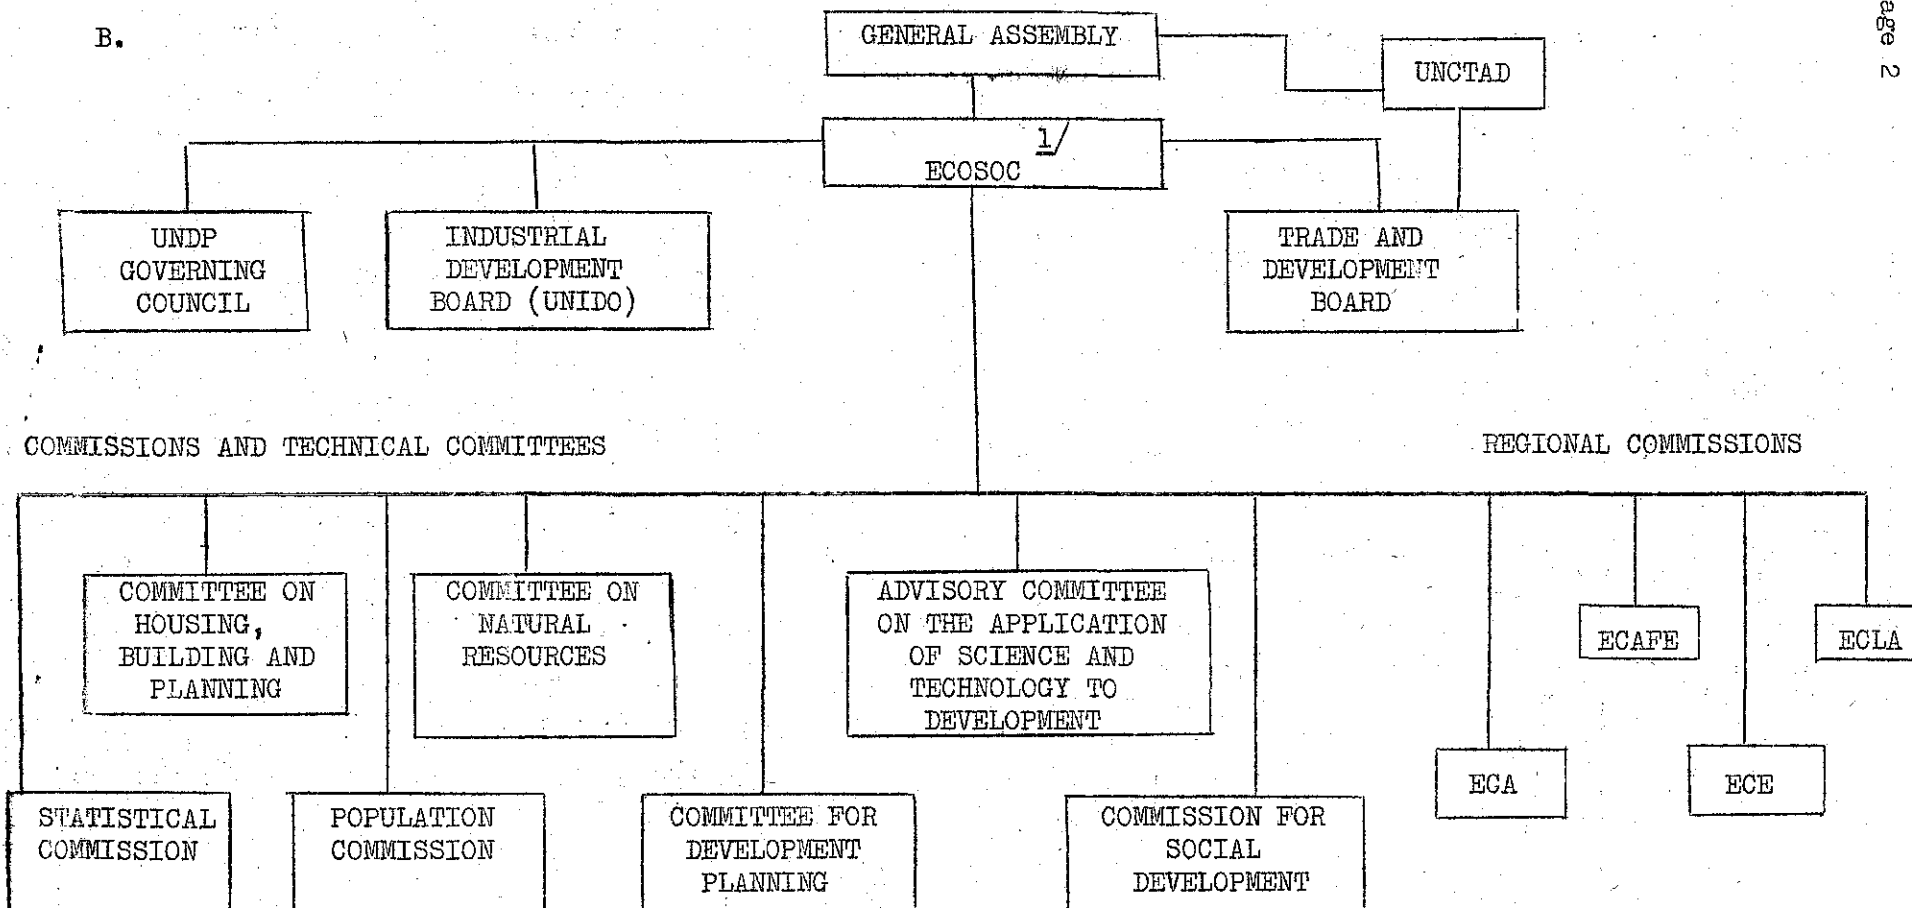 age 2
B.
GENERAL ASSEMBLY
UNCTAD
1/
ECOSOC
UNDP
GOVERNING
COUNCIL
INDUSTRIAL
DEVELOPMENT
BOARD (UNIDO)
TRADE AND
DEVELOPMENT
BOARD
COMMISSIONS AND TECHNICAL COMMITTEES
REGIONAL COMMISSIONS
COMMITTEE ON
HOUSING,
BUILDING AND
PLANNING
COMMITTEE ON
NATURAL
RESOURCES
ADVISORY COMMITTEE
ON THE APPLICATION
OF SCIENCE AND
TECHNOLOGY TO
DEVELOPMENT
ECAFE
ECLA
ECA
ECE
STATISTICAL
COMMISSION
POPULATION
COMMISSION
COMMITTEE FOR
DEVELOPMENT
PLANNING
COMMISSION FOR
SOCIAL
DEVELOPMENT